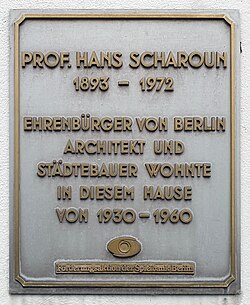 PROF. HANS SCHAROUN
1893 – 1972
EHRENBÜRGER VON BERLIN
ARCHITEKT UND
STÄDTEBAUER WOHNTE
IN DIESEM HAUSE
VON 1930–1960
Förderungsaktion der Spielbank Berlin